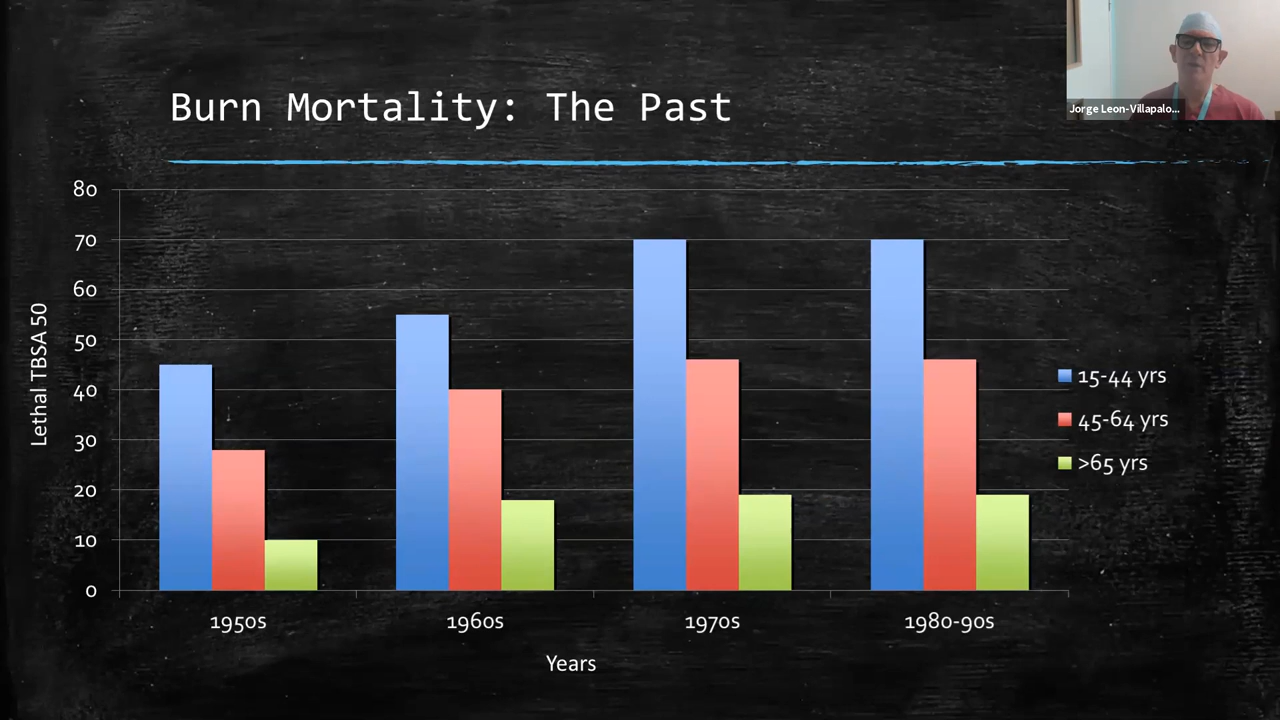 Jorge Leon-Villapalo...
Burn Mortality: The Past
80
70
60
50
40
30
20
10
0
Lethal TBSA 50
1950s
1960s
1970s
1980-90s
Years
15-44 yrs
45-64 yrs
>65 yrs